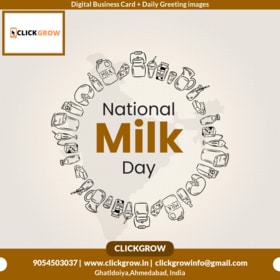 Digital Business Card + Daily Greeting images
CLICKGROW
National
Milk
Day
CLICKGROW
9054503037 | www.clickgrow.in | clickgrowinfo@gmail.com
Ghatldoiya,Ahmedabad, India